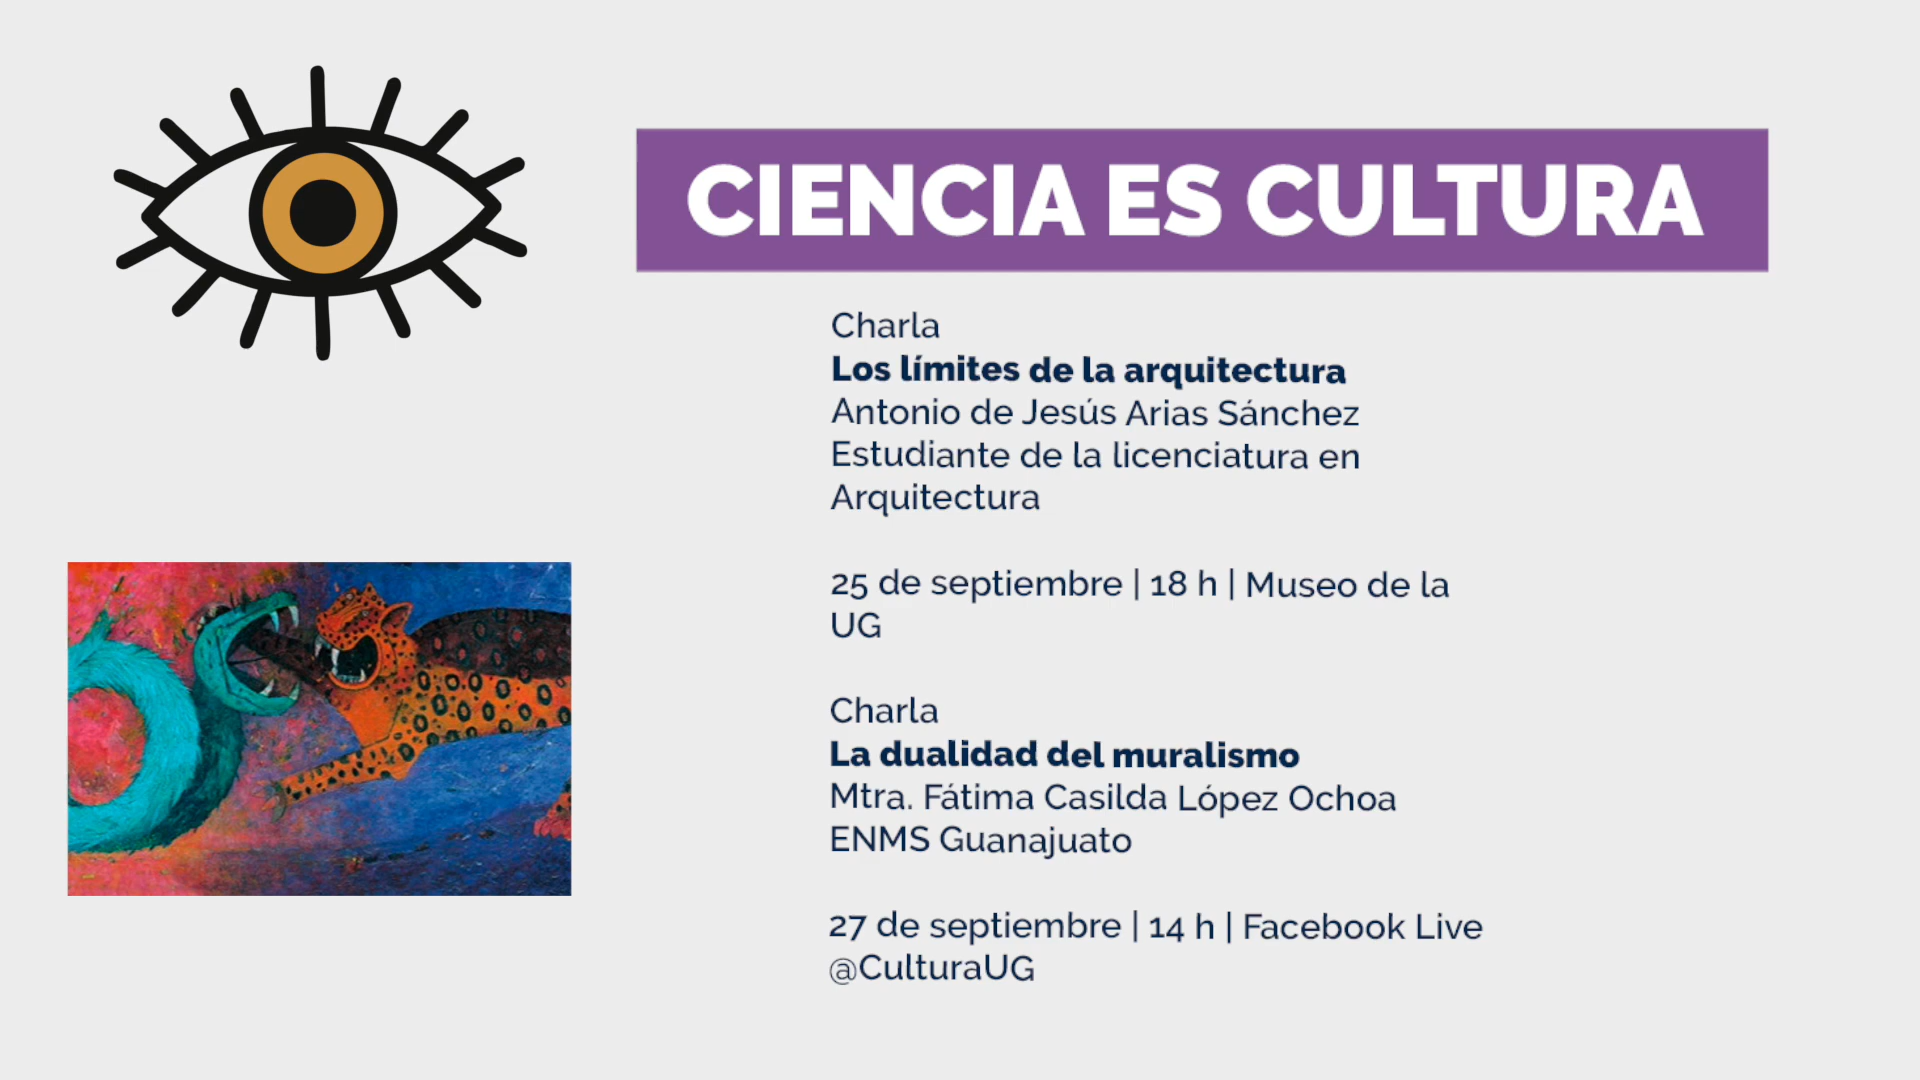 CIENCIA ES CULTURA
Charla
Los límites de la arquitectura
Antonio de Jesús Arias Sánchez
Estudiante de la licenciatura en
Arquitectura
25 de septiembre | 18 h | Museo de la
UG
Charla
La dualidad del muralismo
Mtra. Fátima Casilda López Ochoa
ENMS Guanajuato
27 de septiembre | 14 h | Facebook Live
@CulturaUG